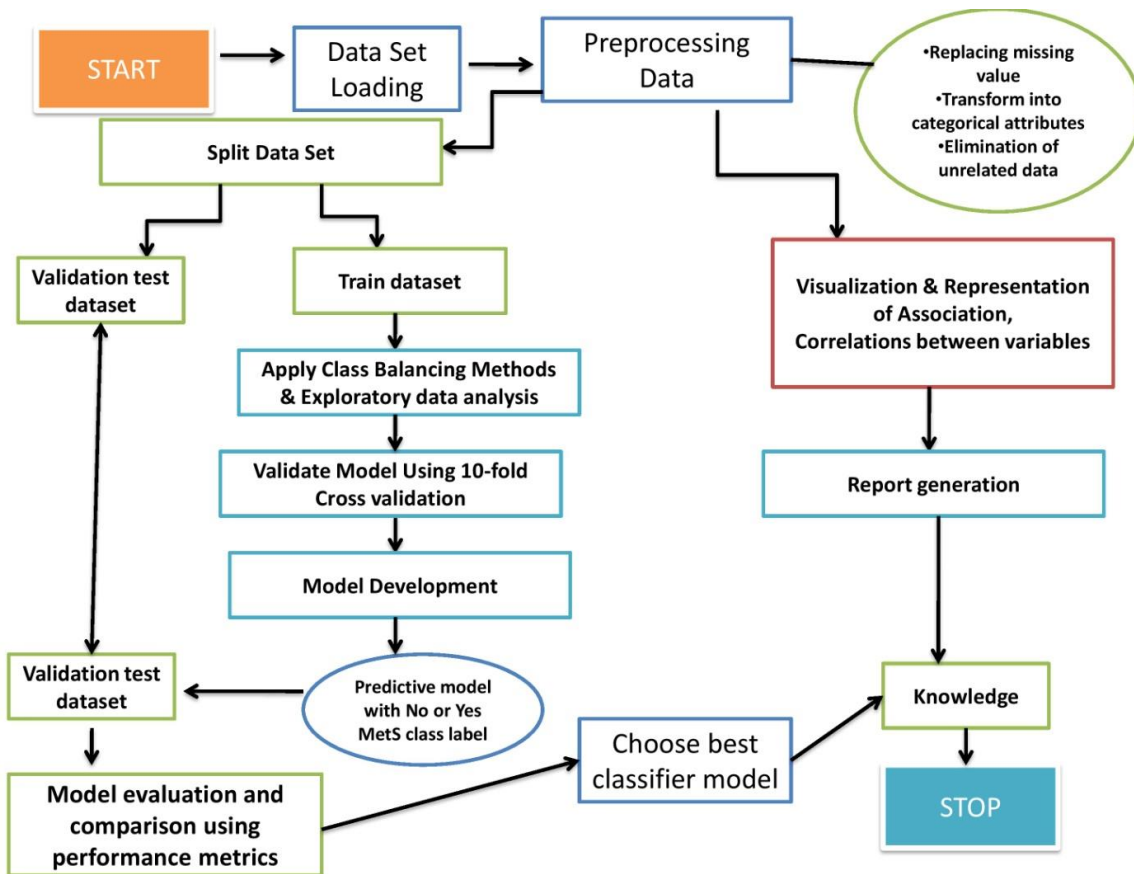 START
Data Set
Loading
Preprocessing
Data
•Replacing missing
value
•Transform into
categorical attributes
•Elimination of
unrelated data
Split Data Set
Validation test
dataset
Train dataset
Visualization & Representation
of Association,
Correlations between variables
Apply Class Balancing Methods
& Exploratory data analysis
Validate Model Using 10-fold
Cross validation
Report generation
Model Development
Validation test
dataset
Predictive model
with No or Yes
MetS class label
Knowledge
Choose best
classifier model
Model evaluation and
comparison using
performance metrics
STOP